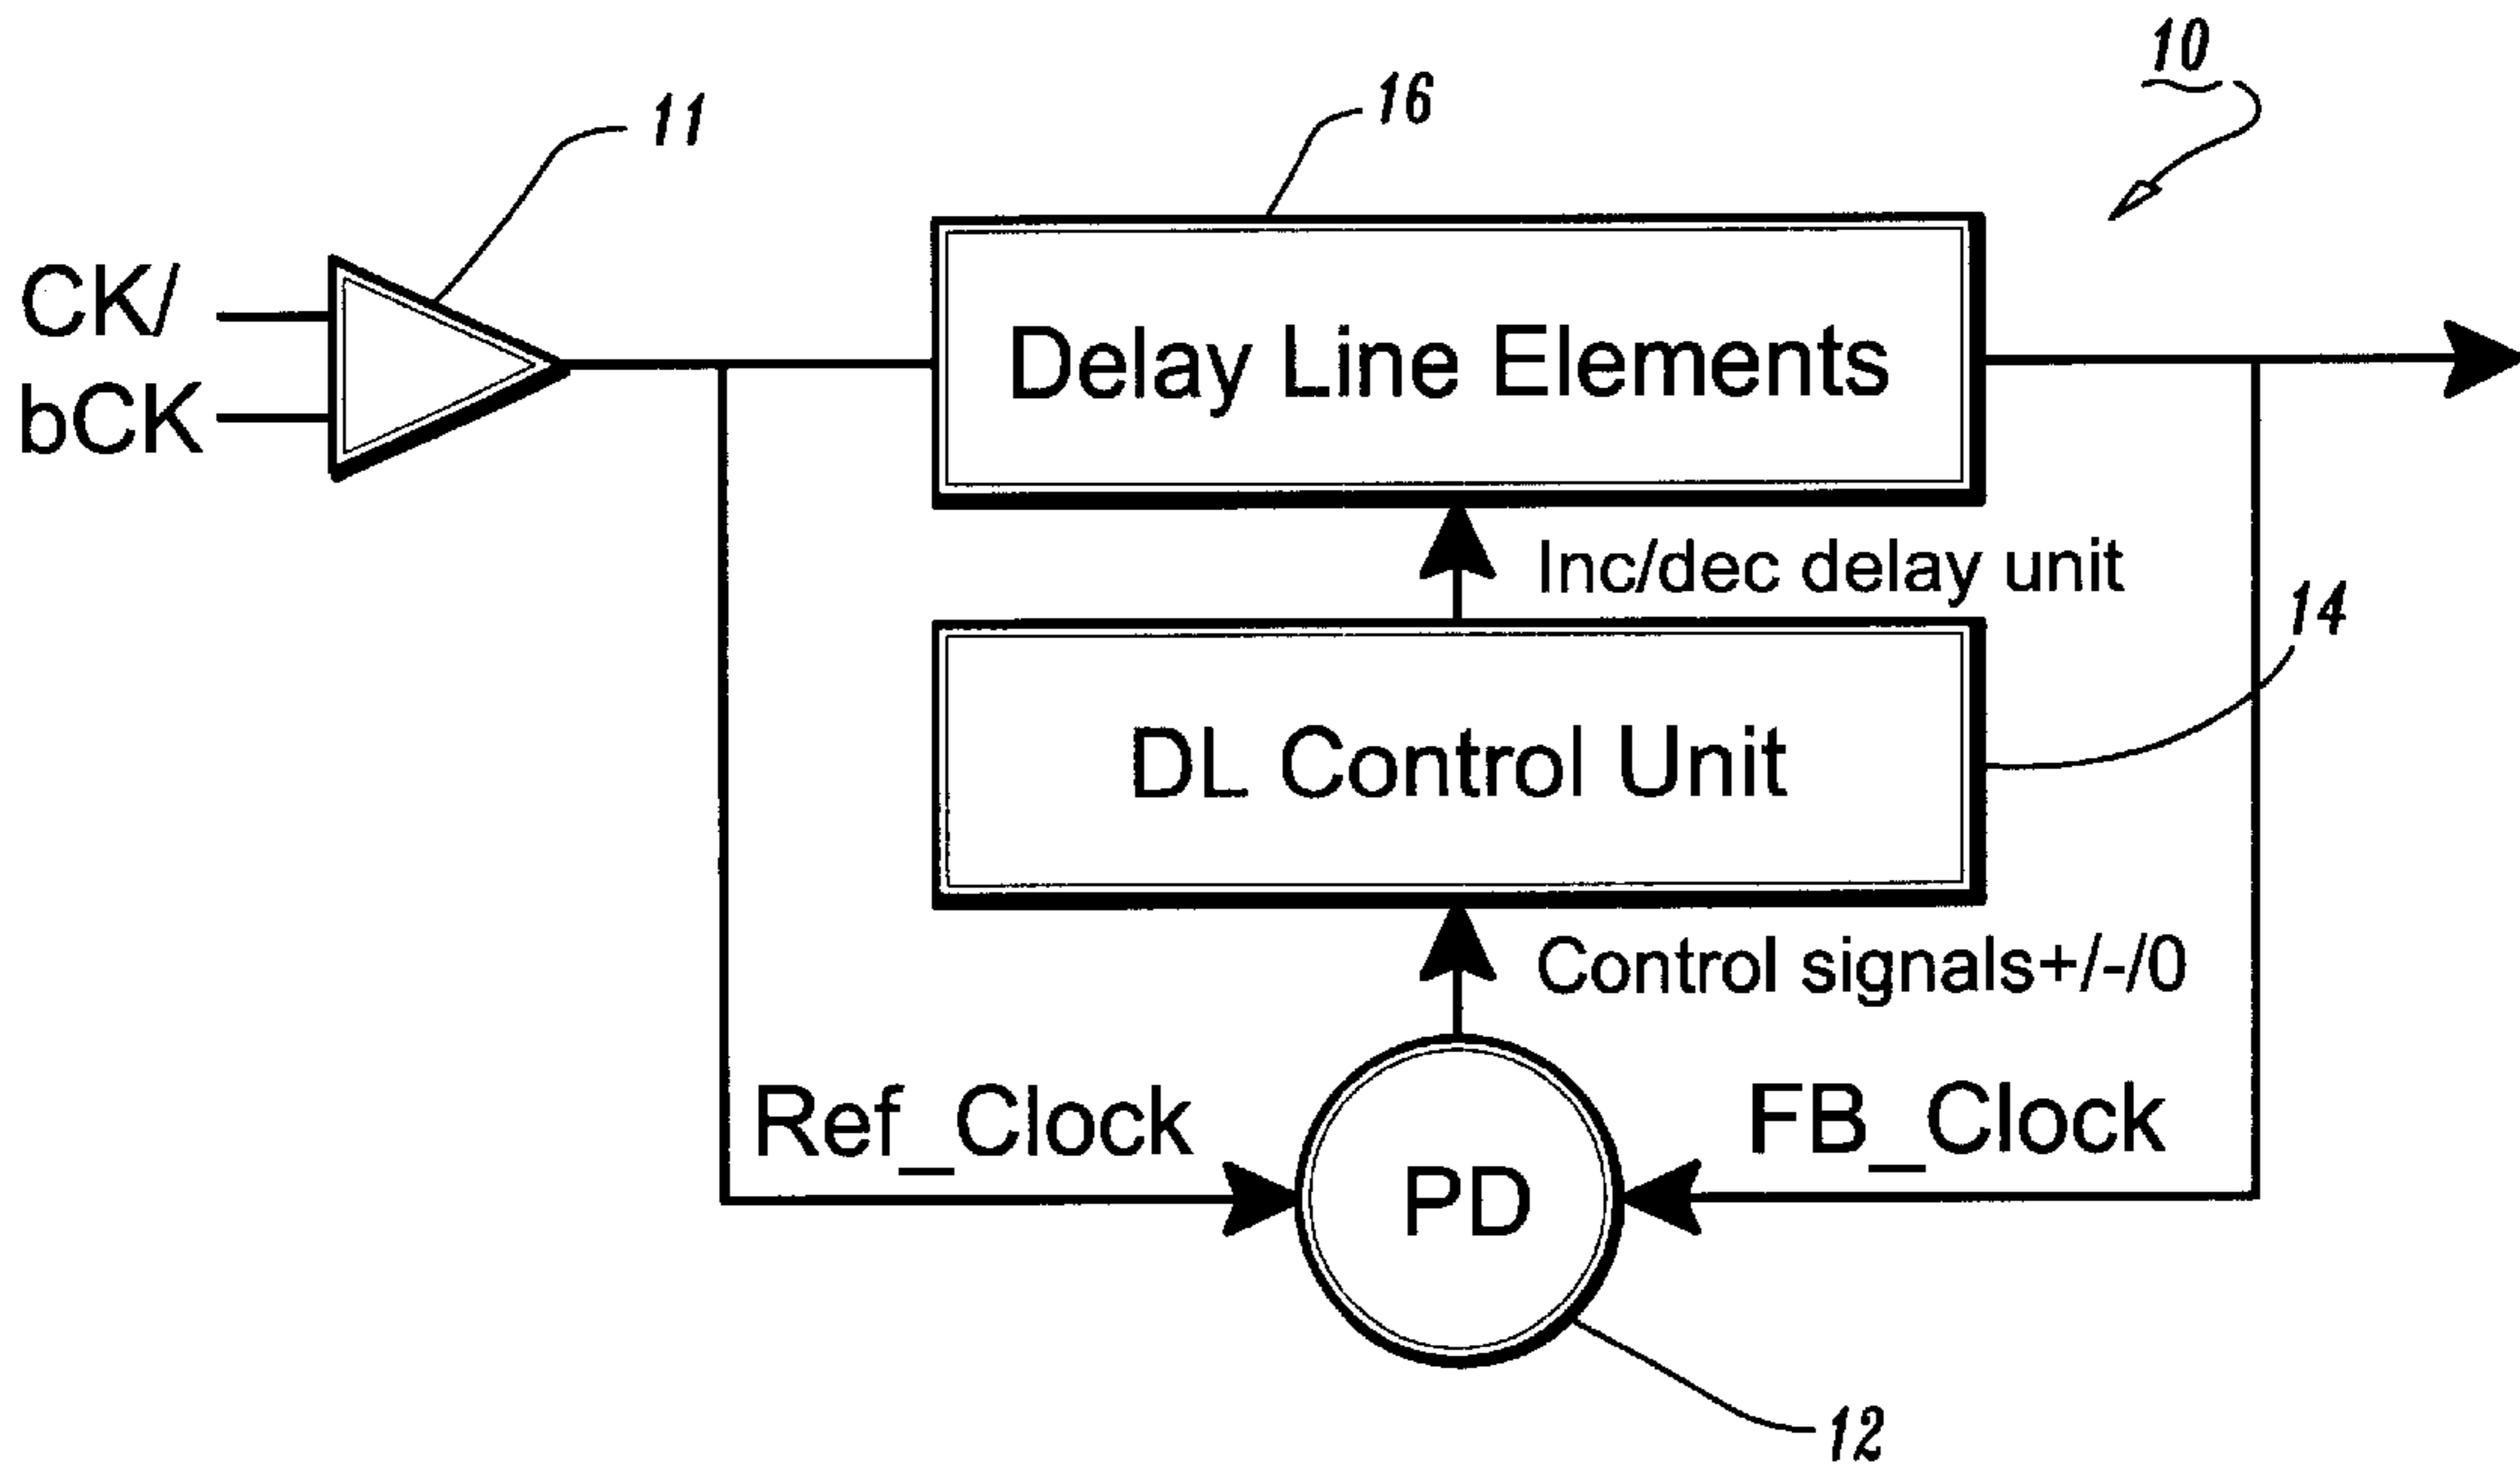 10
16
11
CK/
bCK
Delay Line Elements
Inc/dec delay unit
14
DL Control Unit
Control signals+/-/0
Ref_Clock
FB_Clock
PD
12